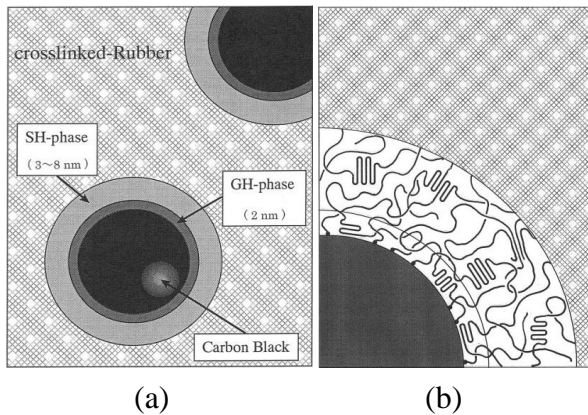 crosslinked-Rubber
SH-phase
(3～8 nm)
GH-phase
(2 nm)
Carbon Black
(a)
(b)